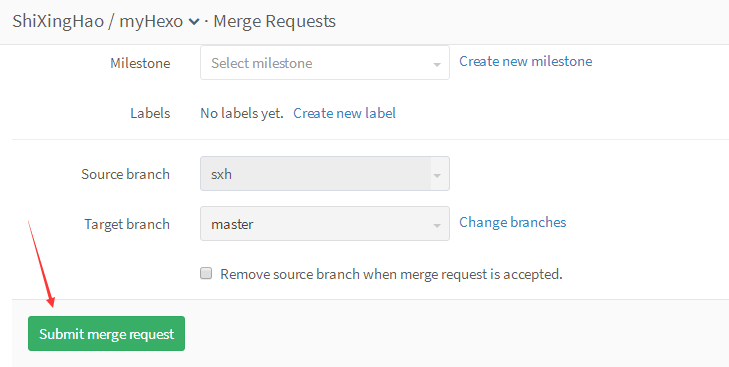 ShiXingHao / myHexo · Merge Requests
Milestone Select milestone Create new milestone
Labels No labels yet. Create new label
Source branch sxh
Target branch master Change branches
Remove source branch when merge request is accepted.
Submit merge request